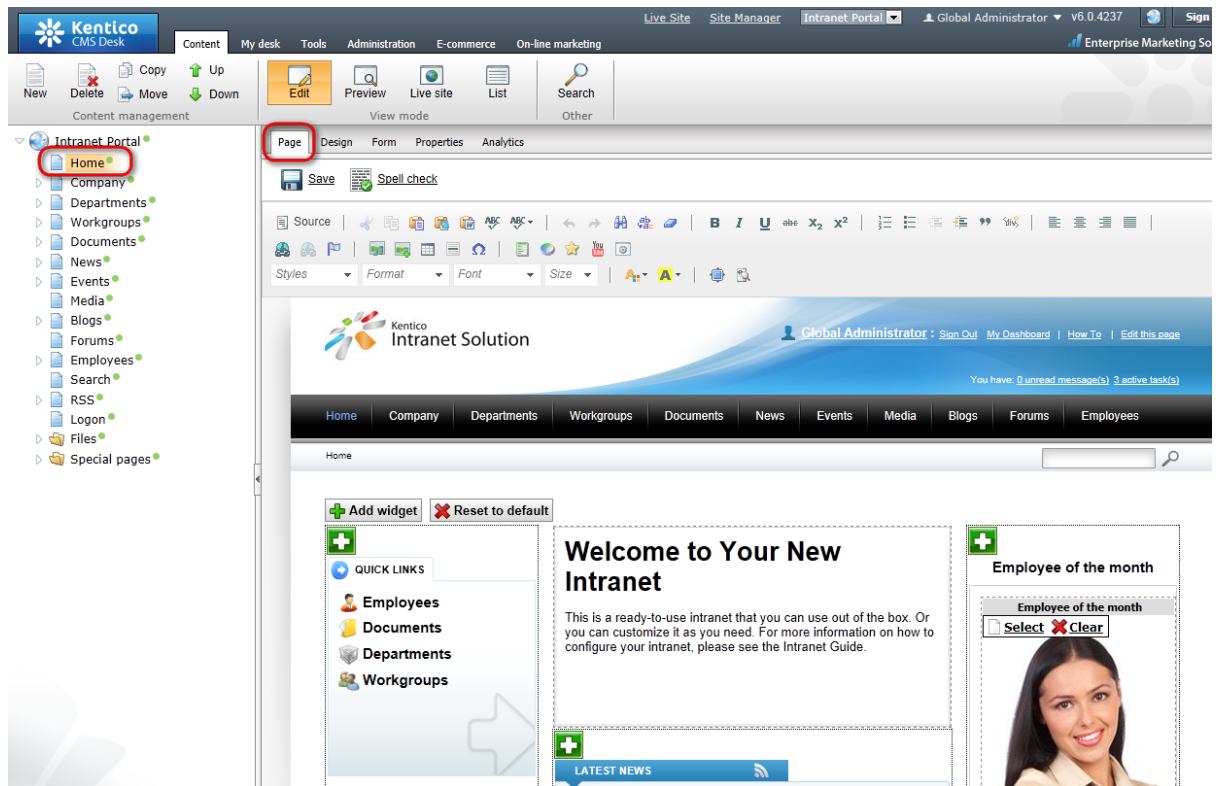 Kentico
CMS Desk
Live Site Site Manager Intranet Portal Global Administrator v6.0.4237 Sign
Content My desk Tools Administration E-commerce On-line marketing
Enterprise Marketing So
New Delete Copy Move Up Down
Content management
Edit Preview Live site List
View mode
Search
Other
Intranet Portal
Home
Company
Departments
Workgroups
Documents
News
Events
Media
Blogs
Forums
Employees
Search
RSS
Logon
Files
Special pages
Page Design Form Properties Analytics
Save Spell check
Source ABC ABC B I U abc X₂ X² div
You
Styles Format Font Size A A
Kentico
Intranet Solution
Global Administrator : Sign Out My Dashboard | How To | Edit this page
You have: 0 unread message(s) 3 active task(s)
Home Company Departments Workgroups Documents News Events Media Blogs Forums Employees
Home
Add widget Reset to default
QUICK LINKS
Employees
Documents
Departments
Workgroups
Welcome to Your New
Intranet
This is a ready-to-use intranet that you can use out of the box. Or
you can customize it as you need. For more information on how to
configure your intranet, please see the Intranet Guide.
LATEST NEWS
Employee of the month
Employee of the month
Select Clear